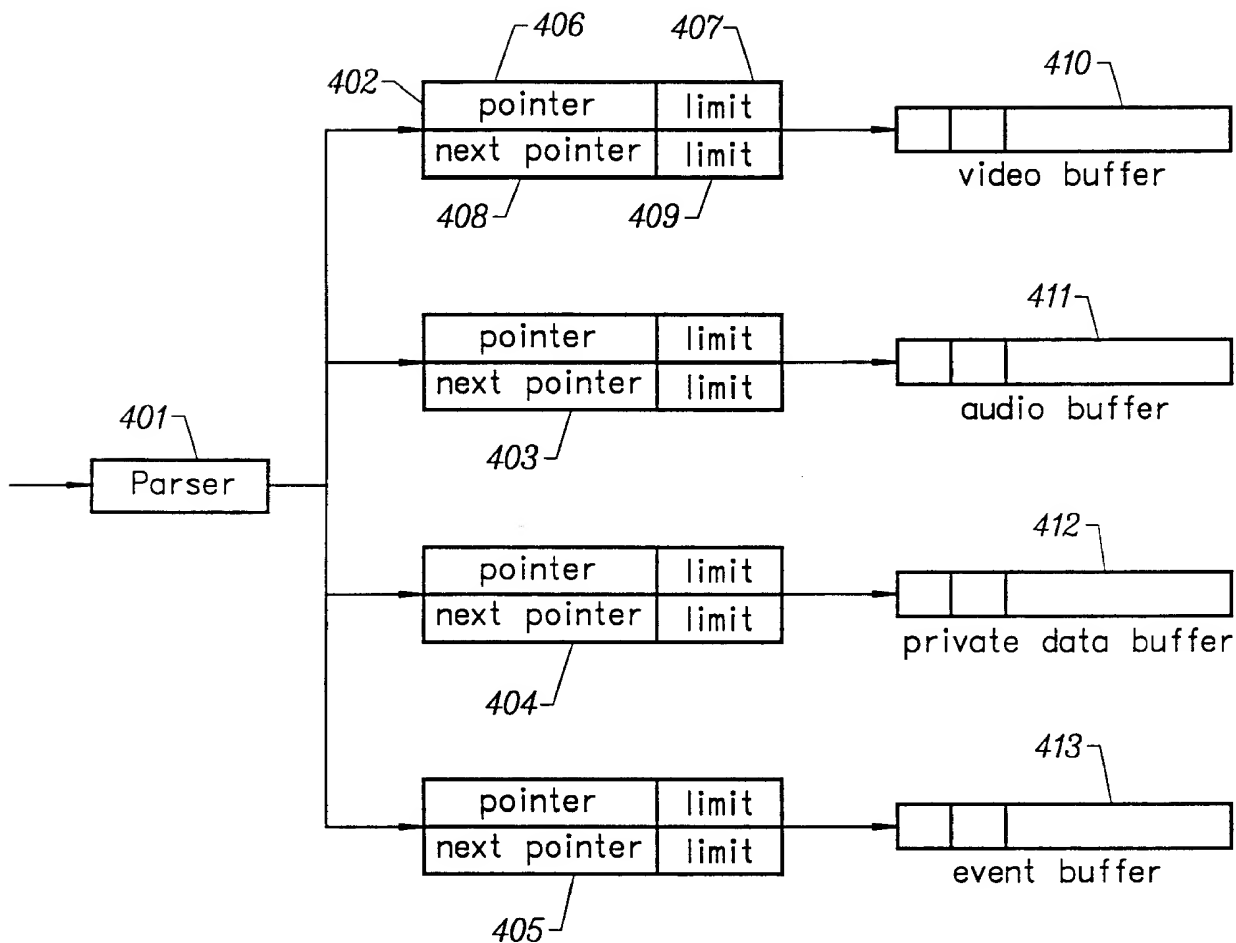 406
407
410
402
pointer
limit
next pointer
limit
video buffer
408
409
411
pointer
limit
next pointer
limit
audio buffer
401
403
Parser
412
pointer
limit
next pointer
limit
private data buffer
404
413
pointer
limit
next pointer
limit
event buffer
405